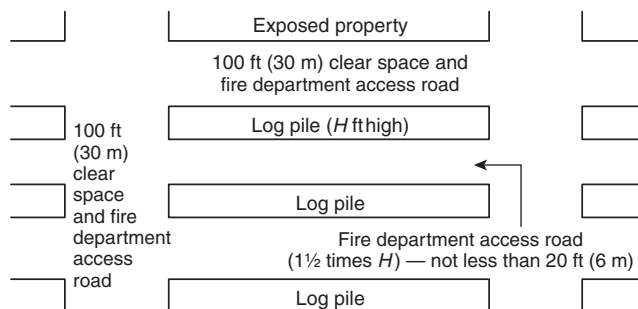 Exposed property
100 ft (30 m) clear space and
fire department access road
100 ft
(30 m)
clear
space
and fire
department
access
road
Log pile (H ft high)
Log pile
Fire department access road
(1½ times H) — not less than 20 ft (6 m)
Log pile